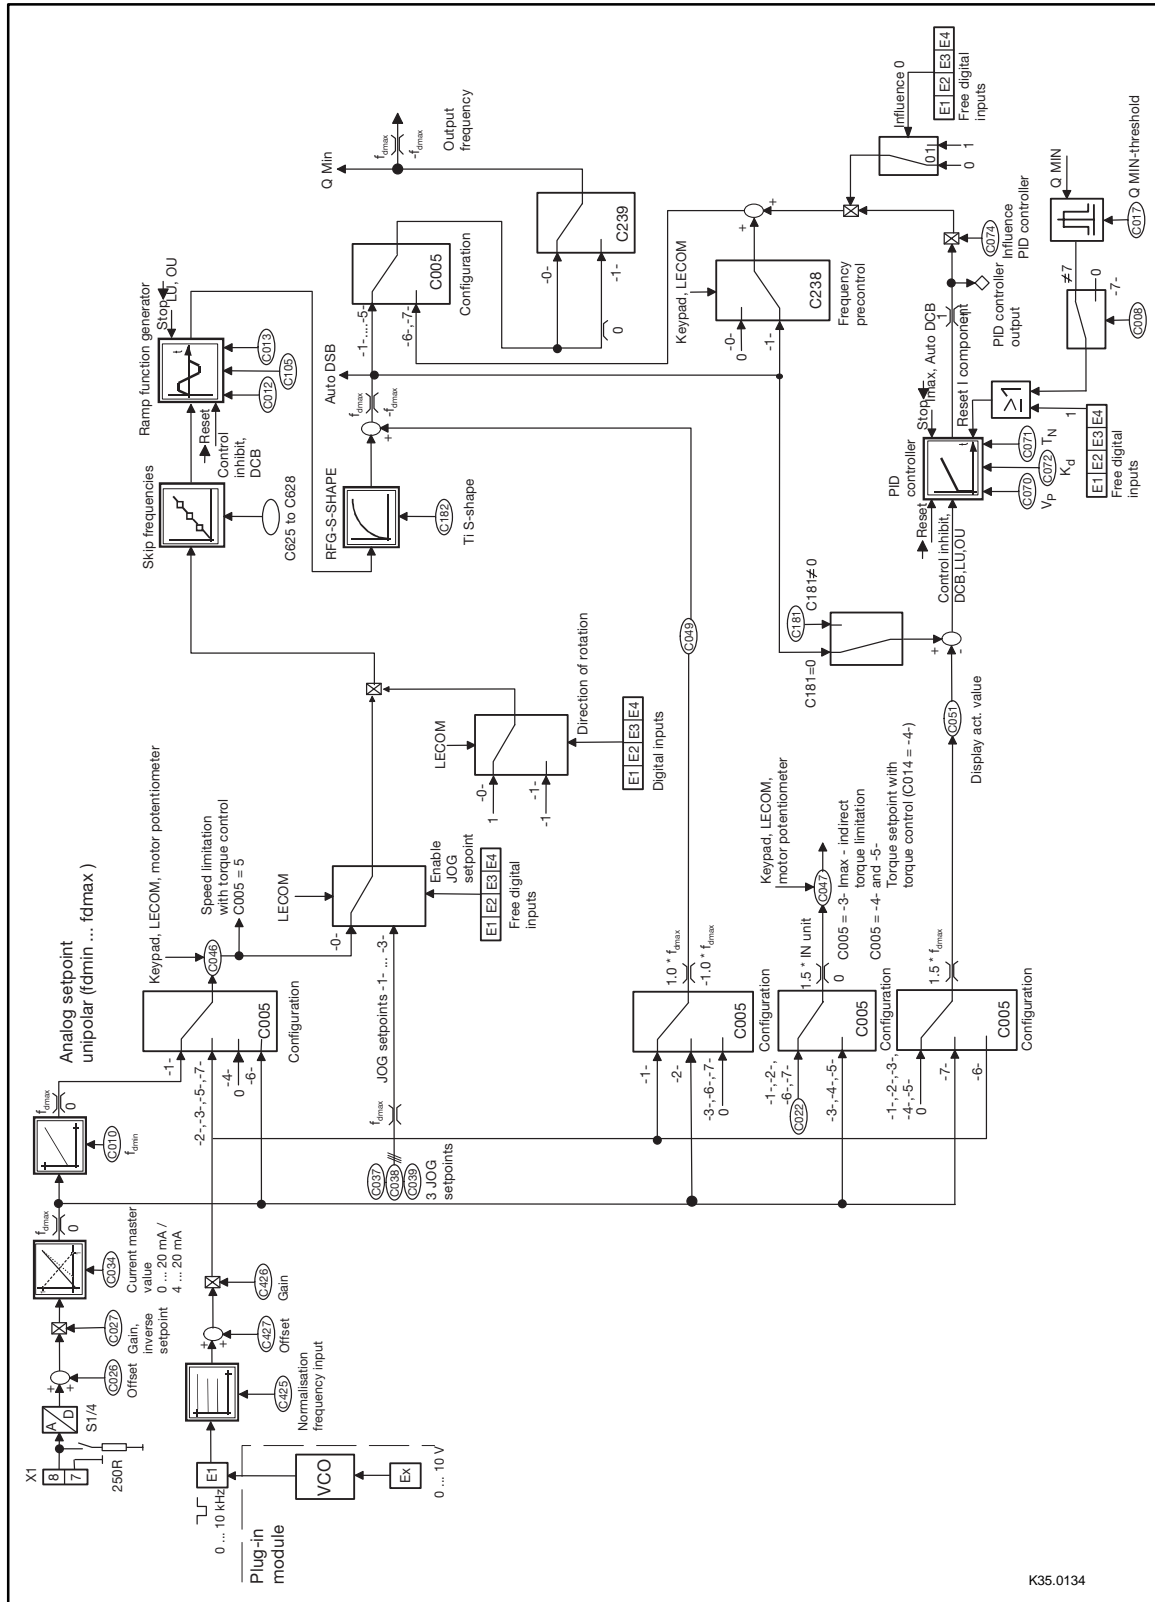 X1
8
7
250R
A
D
S1/4
C026
Offset
C027
Gain,
inverse
setpoint
C034
Current master
value
0 ... 20 mA /
4 ... 20 mA
fdmax
0
C010
fdmin
fdmax
0
Analog setpoint
unipolar (fdmin ... fdmax )
Plug-in
module
0 ... 10 kHz
E1
VCO
Ex
0 ... 10 V
C425
Normalisation
frequency input
+
+
C427
Offset
C426
Gain
-1-
-2-,-3-,-5-,-7-
-4-
0
-6-
C005
Configuration
Keypad, LECOM, motor potentiometer
C046
Speed limitation
with torque control
C005 = 5
C037
C038
C039
3 JOG
setpoints
fdmax
JOG setpoints -1- ... -3-
-0-
LECOM
Enable
JOG
setpoint
E1 E2 E3 E4
Free digital
inputs
LECOM
-0-
1
-1-
-1
Direction of rotation
E1 E2 E3 E4
Digital inputs
Skip frequencies
C625 to C628
Ramp function generator
Stop
LU, OU
t
Reset
Control
inhibit,
DCB
C012
C105
C013
RFG-S-SHAPE
C182
Ti S-shape
+
fdmax
-fdmax
Auto DSB
-1-....-5-
-6-,-7-
C005
Configuration
-0-
-1-
0
C239
Q Min
fdmax
-fdmax
Output
frequency
-1-
-2-
-3-,-6-,-7-
0
C005
Configuration
1.0 * fdmax
-1.0 * fdmax
C049
-1-,-2-,
-6-,-7-
C022
-3-,-4-,-5-
C005
Configuration
1.5 * IN unit
0
Keypad, LECOM,
motor potentiometer
C047
C005 = -3- Imax - indirect
torque limitation
C005 = -4- and -5-
Torque setpoint with
torque control (C014 = -4-)
-1-,-2-,-3-,
-4-,-5-
0
-7-
-6-
C005
Configuration
1.5 * fdmax
C051
Display act. value
C181=0
C181
C181≠0
+
-
Control inhibit,
DCB,LU,OU
Reset
PID
controller
Stop
Imax, Auto DCB
Reset I component
t
C070
VP
C072
Kd
C071
TN
≥1
1
E1 E2 E3 E4
Free digital
inputs
≠7
0
-7-
C008
Q MIN
C017
Q MIN-threshold
1
PID controller
output
C074
Influence
PID controller
Keypad, LECOM
-0-
0
-1-
C238
Frequency
precontrol
+
+
Influence 0
01
0
1
E1 E2 E3 E4
Free digital
inputs
K35.0134